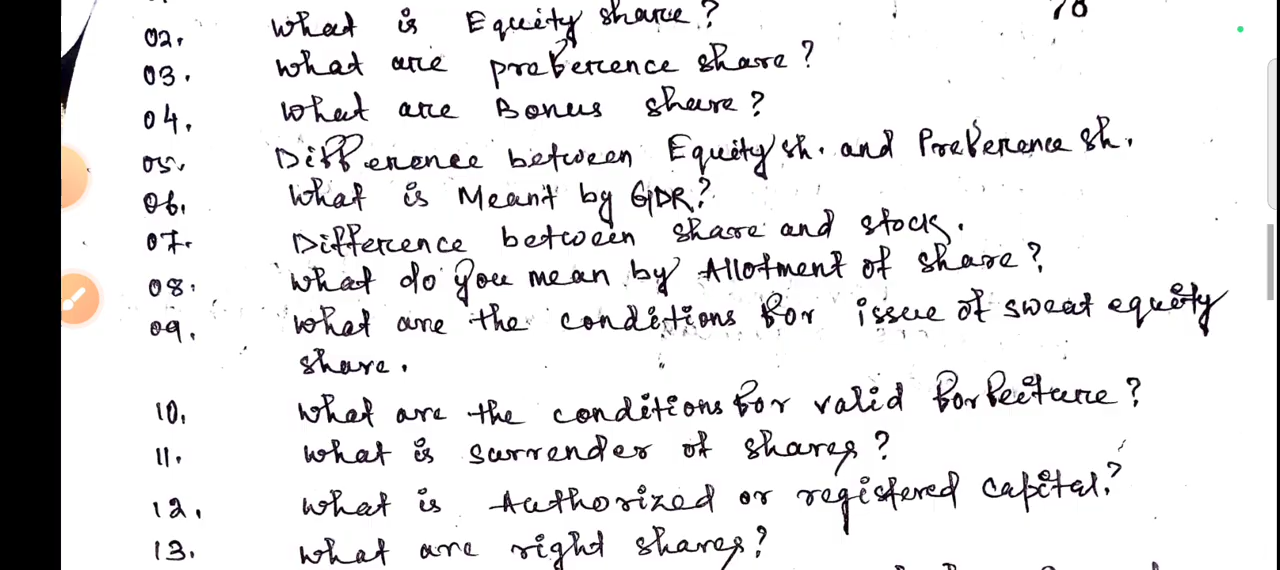 02. What is Equity share? 78
03. What are preference share?
04. What are Bonus share?
05. Difference between Equity sh. and Preference sh.
06. What is Meant by GDR?
07. Difference between share and stock.
08. What do you mean by Allotment of share?
09. What are the conditions for issue of sweat equity
share.
10. What are the conditions for valid forfeiture?
11. What is surrender of shares?
12. What is Authorized or registered capital?
13. What are right shares?